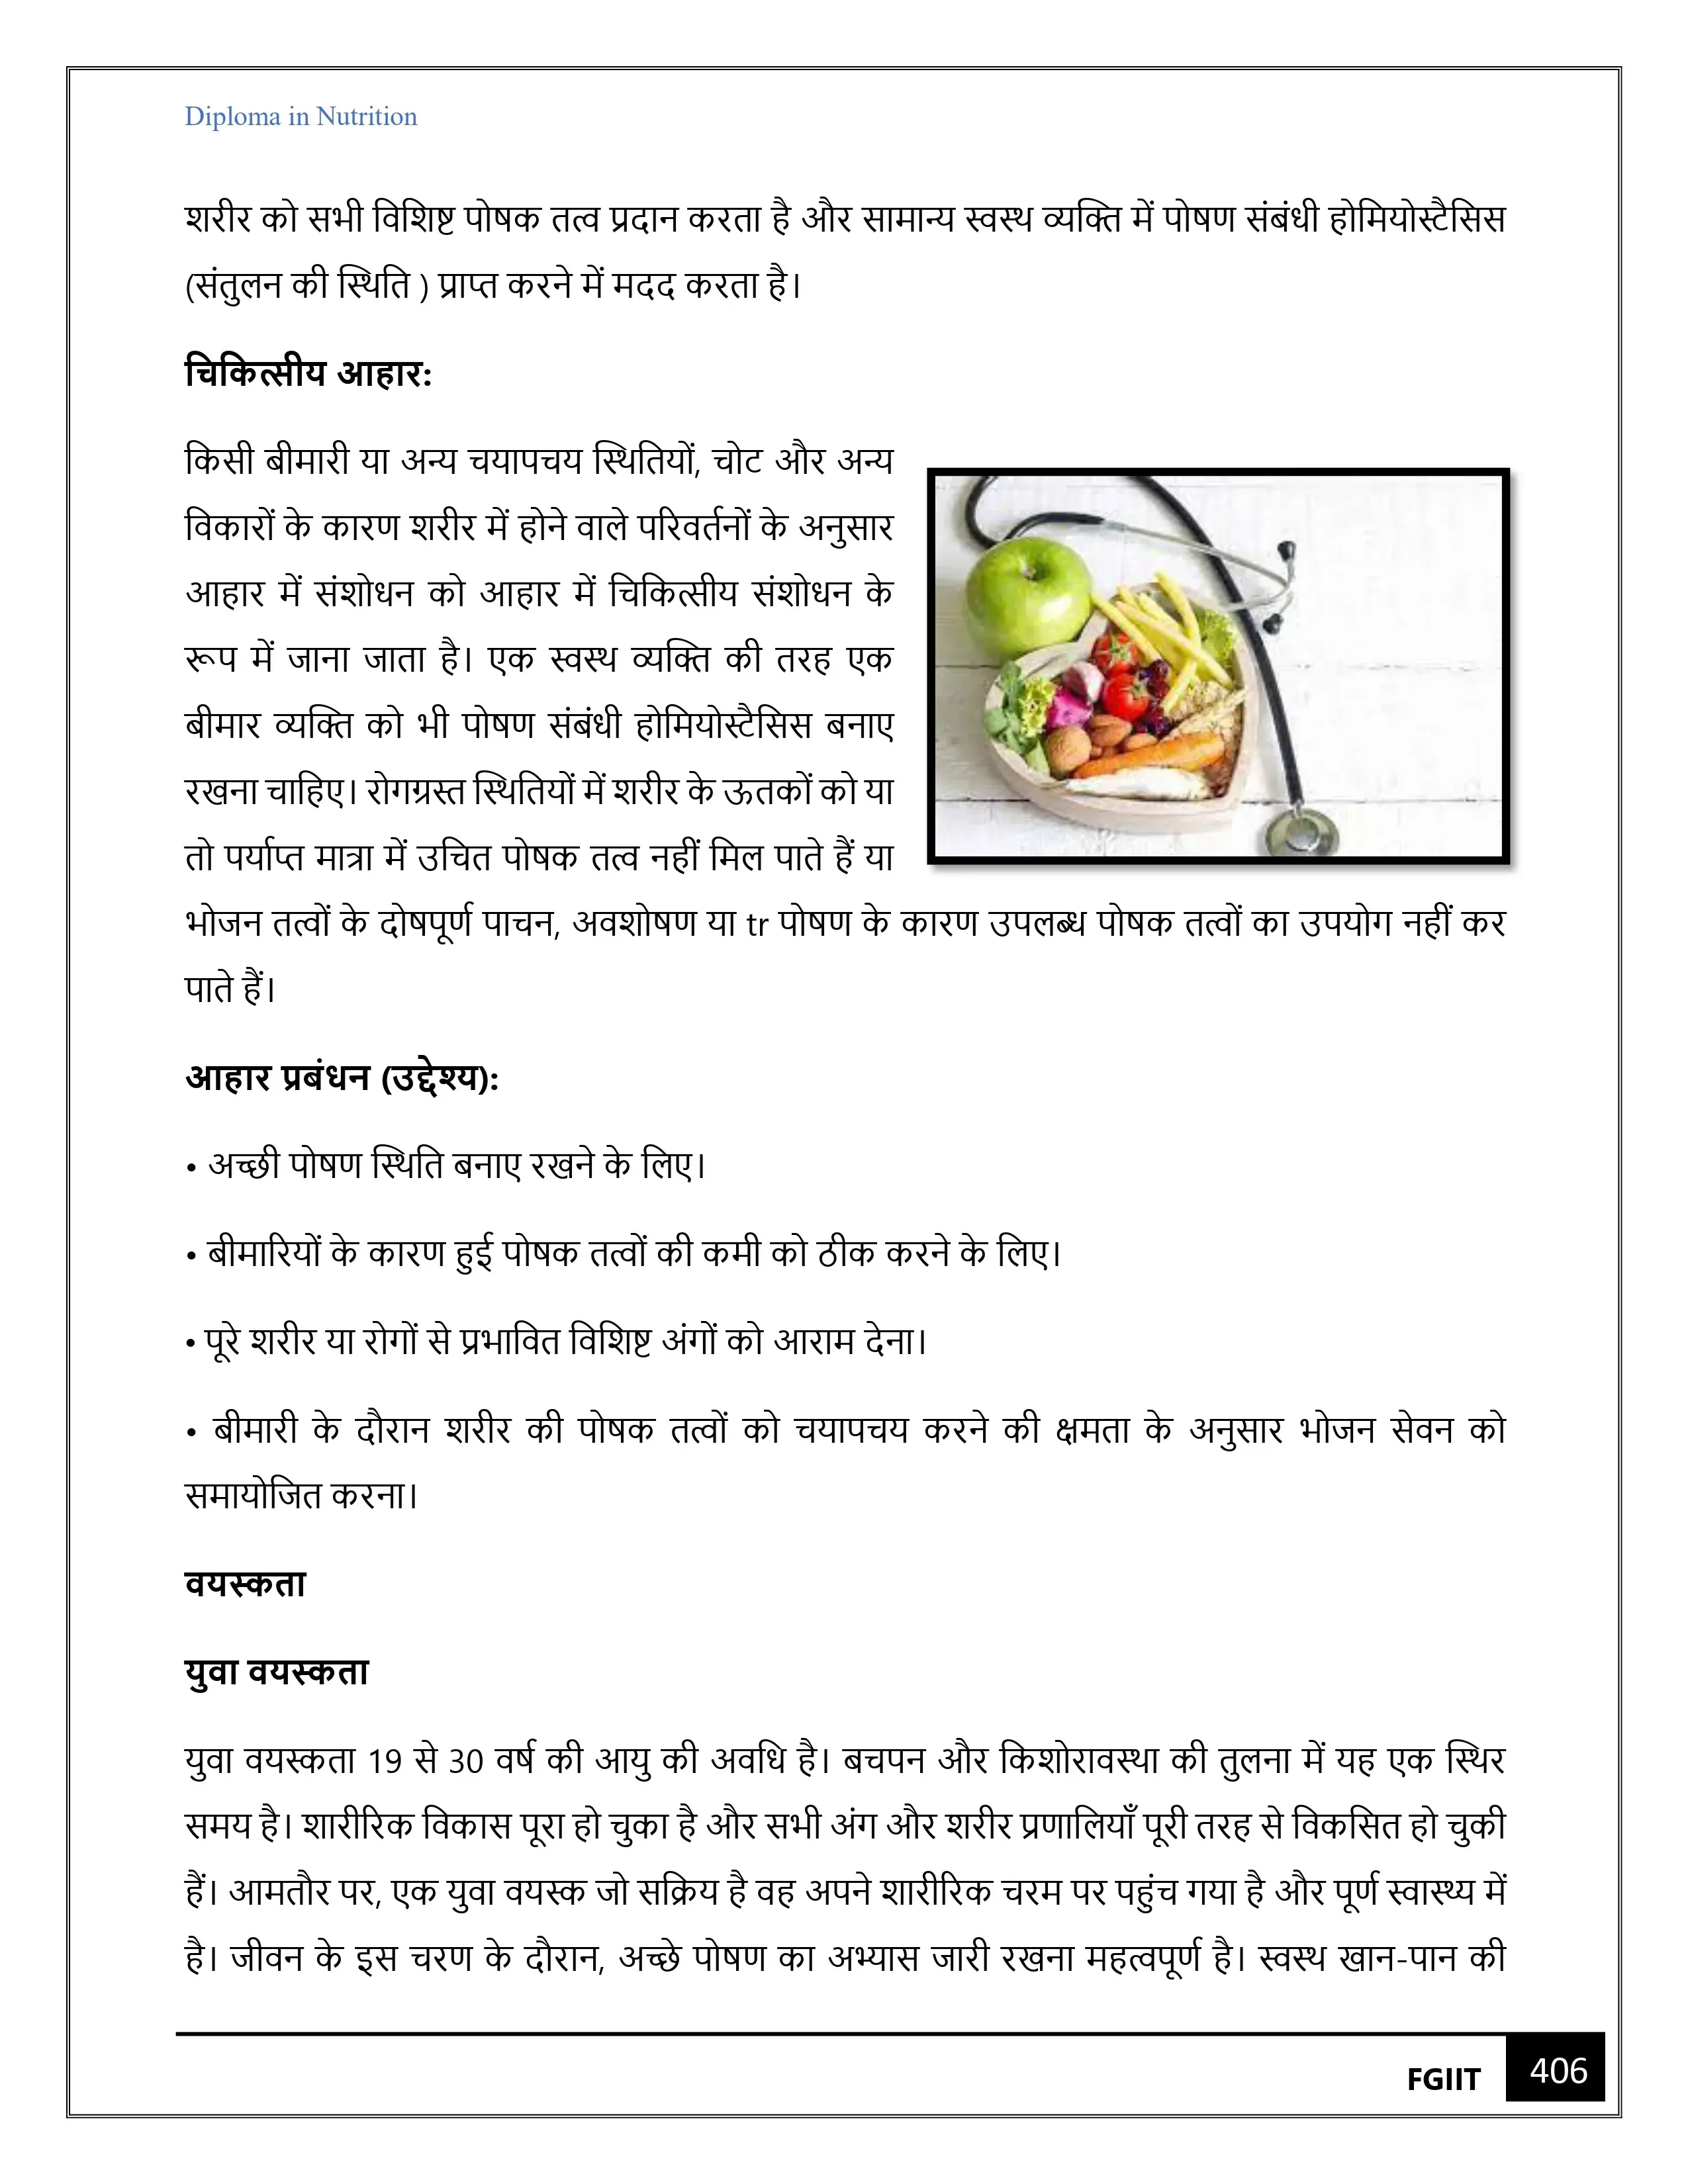 Diploma in Nutrition
शरीर को सभी विशिष्ट पोषक तत्व प्रदान करता है और सामान्य स्वस्थ व्यक्ति में पोषण संबंधी होमियोस्टैसिस
(संतुलन की स्थिति ) प्राप्त करने में मदद करता है।
चिकित्सीय आहार:
किसी बीमारी या अन्य चयापचय स्थितियों, चोट और अन्य
विकारों के कारण शरीर में होने वाले परिवर्तनों के अनुसार
आहार में संशोधन को आहार में चिकित्सीय संशोधन के
रूप में जाना जाता है। एक स्वस्थ व्यक्ति की तरह एक
बीमार व्यक्ति को भी पोषण संबंधी होमियोस्टैसिस बनाए
रखना चाहिए। रोगग्रस्त स्थितियों में शरीर के ऊतकों को या
तो पर्याप्त मात्रा में उचित पोषक तत्व नहीं मिल पाते हैं या
भोजन तत्वों के दोषपूर्ण पाचन, अवशोषण या tr पोषण के कारण उपलब्ध पोषक तत्वों का उपयोग नहीं कर
पाते हैं।
आहार प्रबंधन (उद्देश्य):
• अच्छी पोषण स्थिति बनाए रखने के लिए।
• बीमारियों के कारण हुई पोषक तत्वों की कमी को ठीक करने के लिए।
• पूरे शरीर या रोगों से प्रभावित विशिष्ट अंगों को आराम देना।
• बीमारी के दौरान शरीर की पोषक तत्वों को चयापचय करने की क्षमता के अनुसार भोजन सेवन को
समायोजित करना।
वयस्कता
युवा वयस्कता
युवा वयस्कता 19 से 30 वर्ष की आयु की अवधि है। बचपन और किशोरावस्था की तुलना में यह एक स्थिर
समय है। शारीरिक विकास पूरा हो चुका है और सभी अंग और शरीर प्रणालियाँ पूरी तरह से विकसित हो चुकी
हैं। आमतौर पर, एक युवा वयस्क जो सक्रिय है वह अपने शारीरिक चरम पर पहुंच गया है और पूर्ण स्वास्थ्य में
है। जीवन के इस चरण के दौरान, अच्छे पोषण का अभ्यास जारी रखना महत्वपूर्ण है। स्वस्थ खान-पान की
FGIIT 406